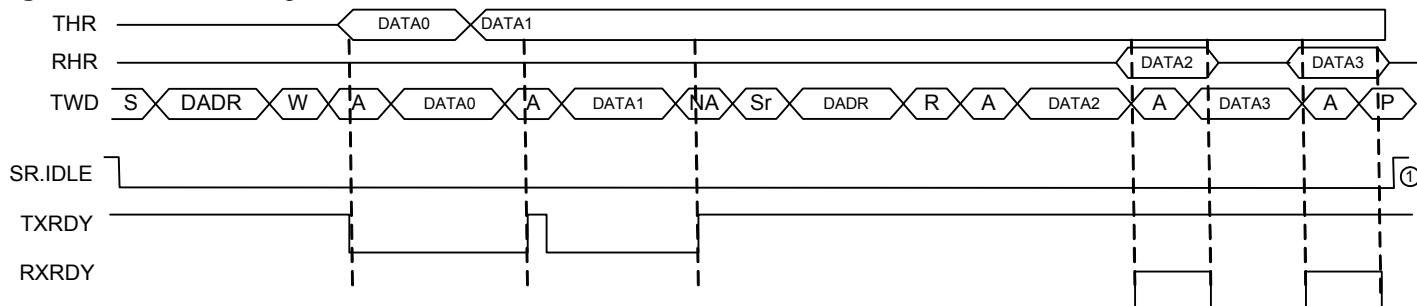 THR DATA0 DATA1
RHR DATA2 DATA3
TWD S DADR W A DATA0 A DATA1 NA Sr DADR R A DATA2 A DATA3 A P
SR.IDLE 1
TXRDY
RXRDY